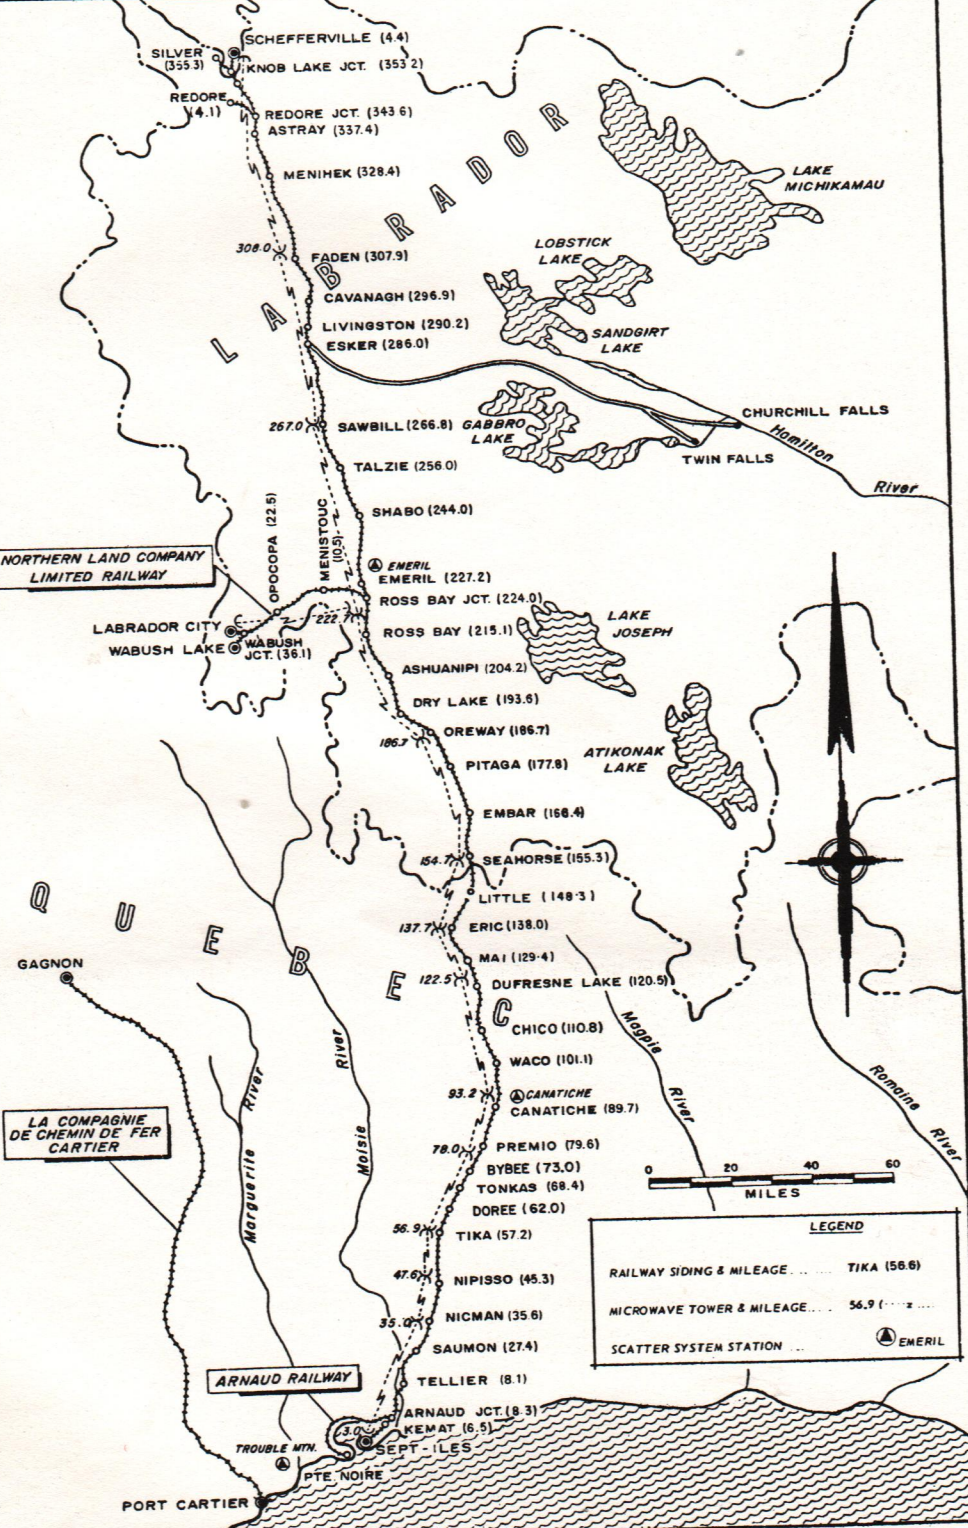 SCHEFFERVILLE (4.4)
SILVER
(355.3)
KNOB LAKE JCT. (353.2)
REDORE
(4.1)
REDORE JCT. (343.6)
ASTRAY (337.4)
MENIHEK (328.4)
LAKE
MICHIKAMAU
LABRADOR
LOBSTICK
LAKE
308.0
FADEN (307.9)
CAVANAGH (296.9)
LIVINGSTON (290.2)
SANDGIRT
LAKE
ESKER (286.0)
CHURCHILL FALLS
267.0
SAWBILL (266.8)
GABBRO
LAKE
Hamilton
River
TWIN FALLS
TALZIE (256.0)
SHABO (244.0)
OPOCOPA (22.5)
MENISTOUC
(10.5)
NORTHERN LAND COMPANY
LIMITED RAILWAY
EMERIL
EMERIL (227.2)
ROSS BAY JCT. (224.0)
222.7
LABRADOR CITY
WABUSH LAKE
WABUSH
JCT. (36.1)
ROSS BAY (215.1)
LAKE
JOSEPH
ASHUANIPI (204.2)
DRY LAKE (193.6)
186.7
OREWAY (186.7)
PITAGA (177.8)
ATIKONAK
LAKE
EMBAR (166.4)
154.7
SEAHORSE (155.3)
LITTLE (148.3)
QUEBEC
137.7
ERIC (138.0)
MAI (129.4)
122.5
DUFRESNE LAKE (120.5)
GAGNON
CHICO (110.8)
WACO (101.1)
Magpie
River
Romaine
River
Moisie
River
Marguerite
River
93.2
CANATICHE
CANATICHE (89.7)
LA COMPAGNIE
DE CHEMIN DE FER
CARTIER
78.0
PREMIO (79.6)
BYBEE (73.0)
TONKAS (68.4)
DOREE (62.0)
0 20 40 60
MILES
56.9
TIKA (57.2)
47.6
NIPISSO (45.3)
35.0
NICMAN (35.6)
SAUMON (27.4)
LEGEND
RAILWAY SIDING & MILEAGE ... TIKA (56.6)
MICROWAVE TOWER & MILEAGE.... 56.9
SCATTER SYSTEM STATION ... EMERIL
ARNAUD RAILWAY
TELLIER (8.1)
ARNAUD JCT. (8.3)
KEMAT (6.5)
3.0
SEPT-ILES
TROUBLE MTN.
PTE. NOIRE
PORT CARTIER